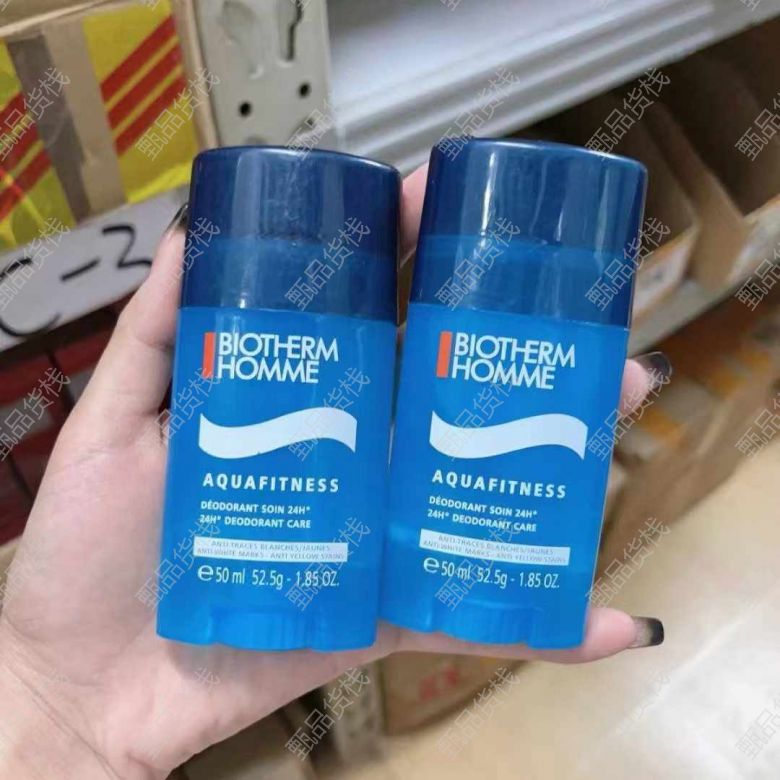 C-3
BIOTHERM
HOMME
AQUAFITNESS
DÉODORANT SOIN 24H*
24H* DEODORANT CARE
ANTI-TRACES BLANCHES/JAUNES
ANTI-WHITE MARKS - ANTI YELLOW STAINS
e 50 ml 52.5g - 1.85 OZ.
BIOTHERM
HOMME
AQUAFITNESS
DÉODORANT SOIN 24H*
24H* DEODORANT CARE
ANTI-TRACES BLANCHES/JAUNES
ANTI-WHITE MARKS - ANTI YELLOW STAINS
e 50 ml 52.5g - 1.85 OZ.
甄品货栈